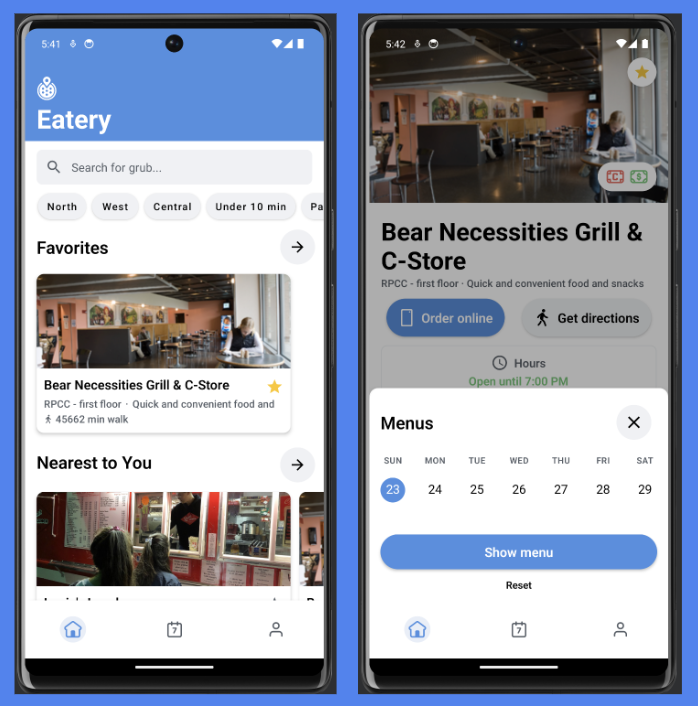 5:41
Eatery
Search for grub...
North West Central Under 10 min Pa
Favorites
Bear Necessities Grill & C-Store
RPCC - first floor · Quick and convenient food and
45662 min walk
Nearest to You
7
5:42
C $
Bear Necessities Grill &
C-Store
RPCC - first floor · Quick and convenient food and snacks
Order online Get directions
Hours
Open until 7:00 PM
Menus
SUN MON TUE WED THU FRI SAT
23 24 25 26 27 28 29
Show menu
Reset
7